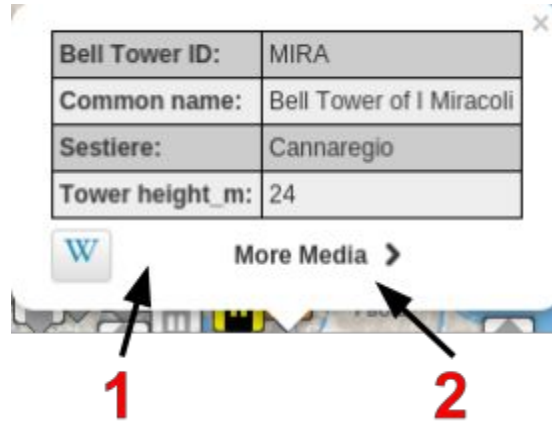 ×
Bell Tower ID: MIRA
Common name: Bell Tower of I Miracoli
Sestiere: Cannaregio
Tower height_m: 24
W More Media
1 2